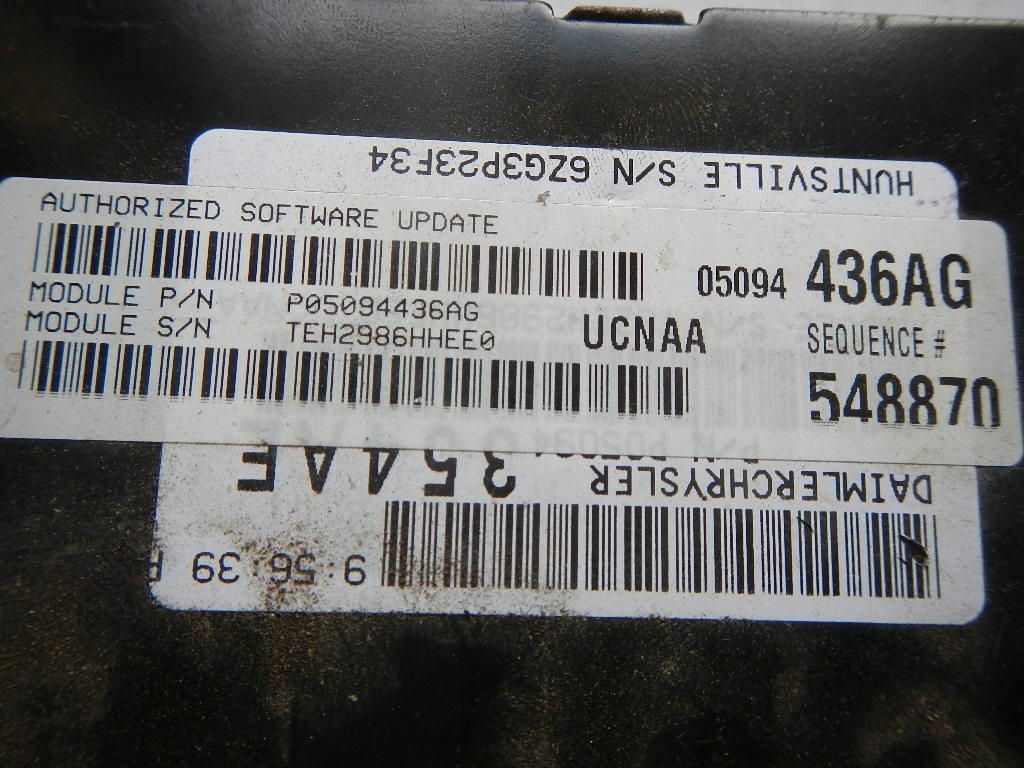 HUNTSVILLE S/N 6ZG3P23F34
AUTHORIZED SOFTWARE UPDATE
05094 436AG
MODULE P/N P05094436AG
MODULE S/N TEH2986HHEE0
UCNAA
SEQUENCE #
548870
P/N P05094
354AE
DAIMLERCHRYSLER
9 56 39